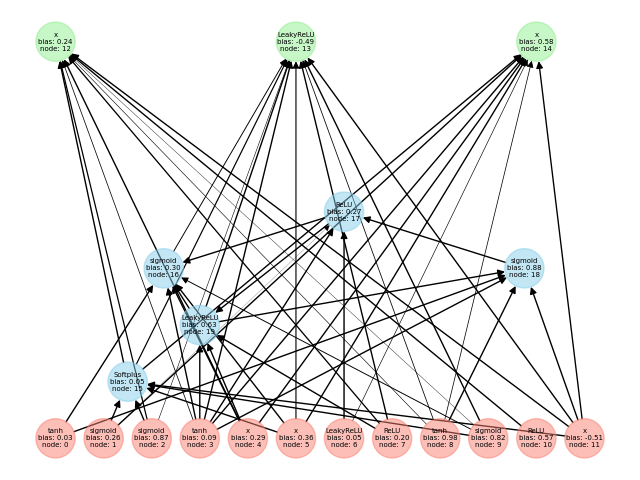 x
bias: 0.24
node: 12
LeakyReLU
bias: -0.49
node: 13
x
bias: 0.58
node: 14
ReLU
bias: 0.27
node: 17
sigmoid
bias: 0.30
node: 16
sigmoid
bias: 0.88
node: 18
LeakyReLU
bias: 0.63
node: 19
Softplus
bias: 0.05
node: 15
tanh
bias: 0.03
node: 0
sigmoid
bias: 0.26
node: 1
sigmoid
bias: 0.87
node: 2
tanh
bias: 0.09
node: 3
x
bias: 0.29
node: 4
x
bias: 0.36
node: 5
LeakyReLU
bias: 0.05
node: 6
ReLU
bias: 0.20
node: 7
tanh
bias: 0.98
node: 8
sigmoid
bias: 0.82
node: 9
ReLU
bias: 0.57
node: 10
x
bias: -0.51
node: 11